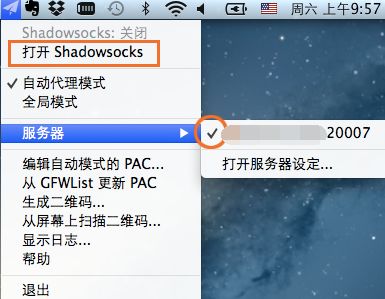 周六 上午9:57
Shadowsocks: 关闭
打开 Shadowsocks
自动代理模式
全局模式
服务器
20007
打开服务器设定...
编辑自动模式的 PAC...
从 GFWList 更新 PAC
生成二维码...
从屏幕上扫描二维码...
显示日志...
帮助
退出